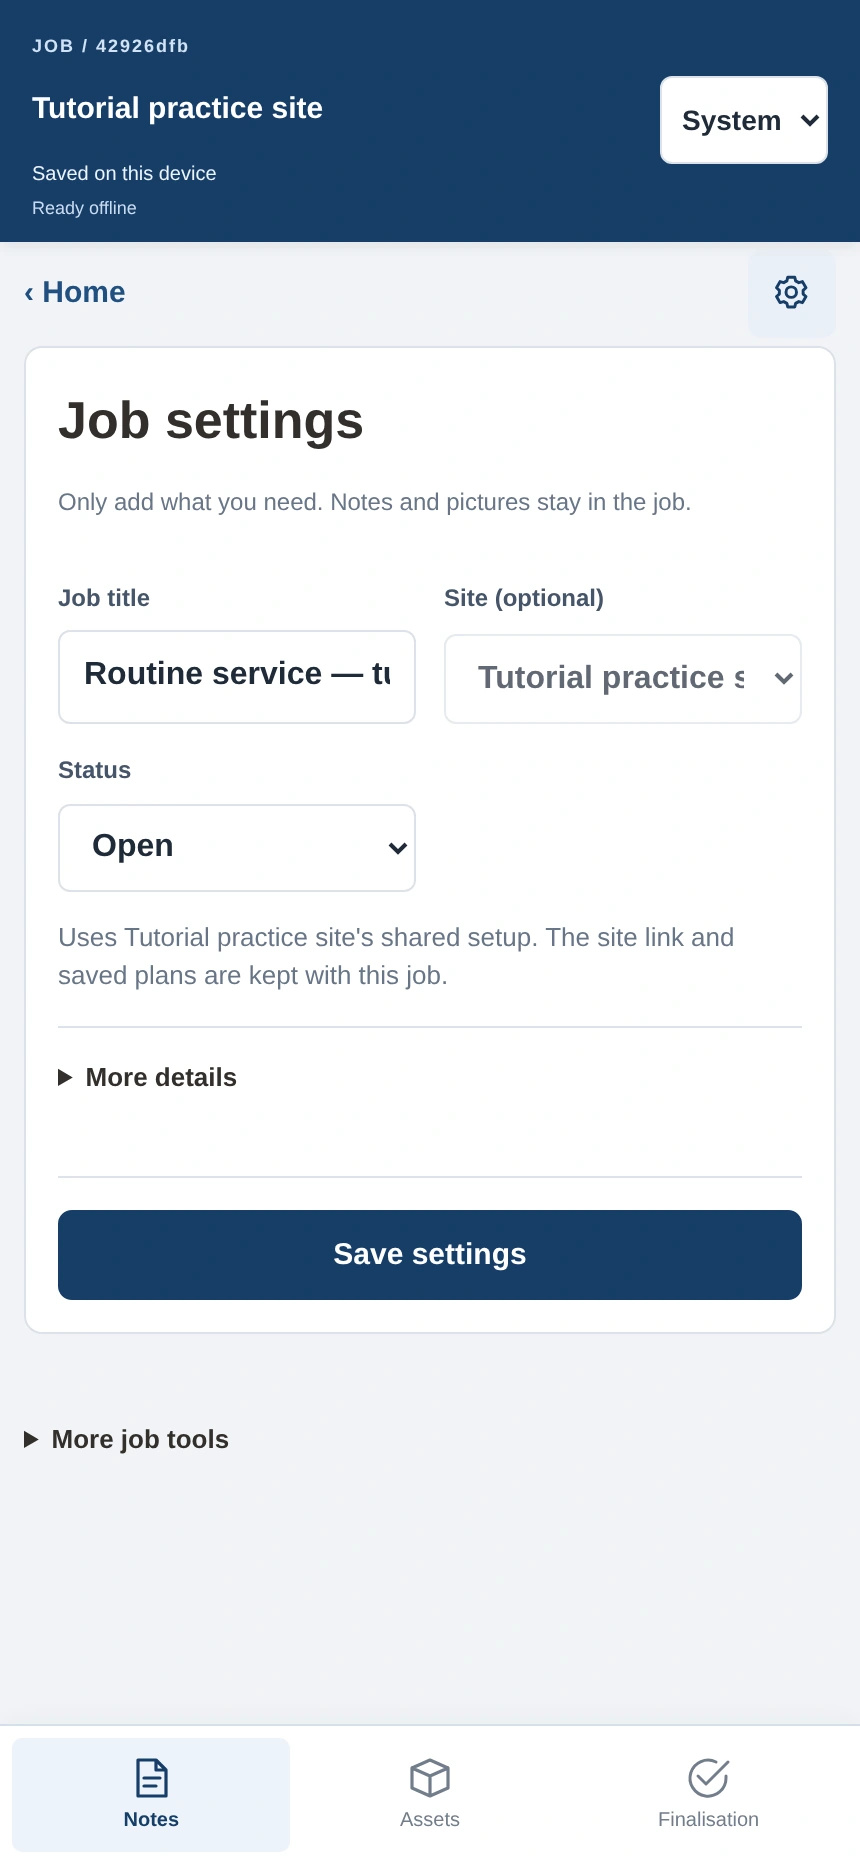 JOB / 42926dfb
Tutorial practice site
System
Saved on this device
Ready offline
‹ Home
Job settings
Only add what you need. Notes and pictures stay in the job.
Job title
Site (optional)
Routine service — tu
Tutorial practice s
Status
Open
Uses Tutorial practice site's shared setup. The site link and
saved plans are kept with this job.
More details
Save settings
More job tools
Notes
Assets
Finalisation